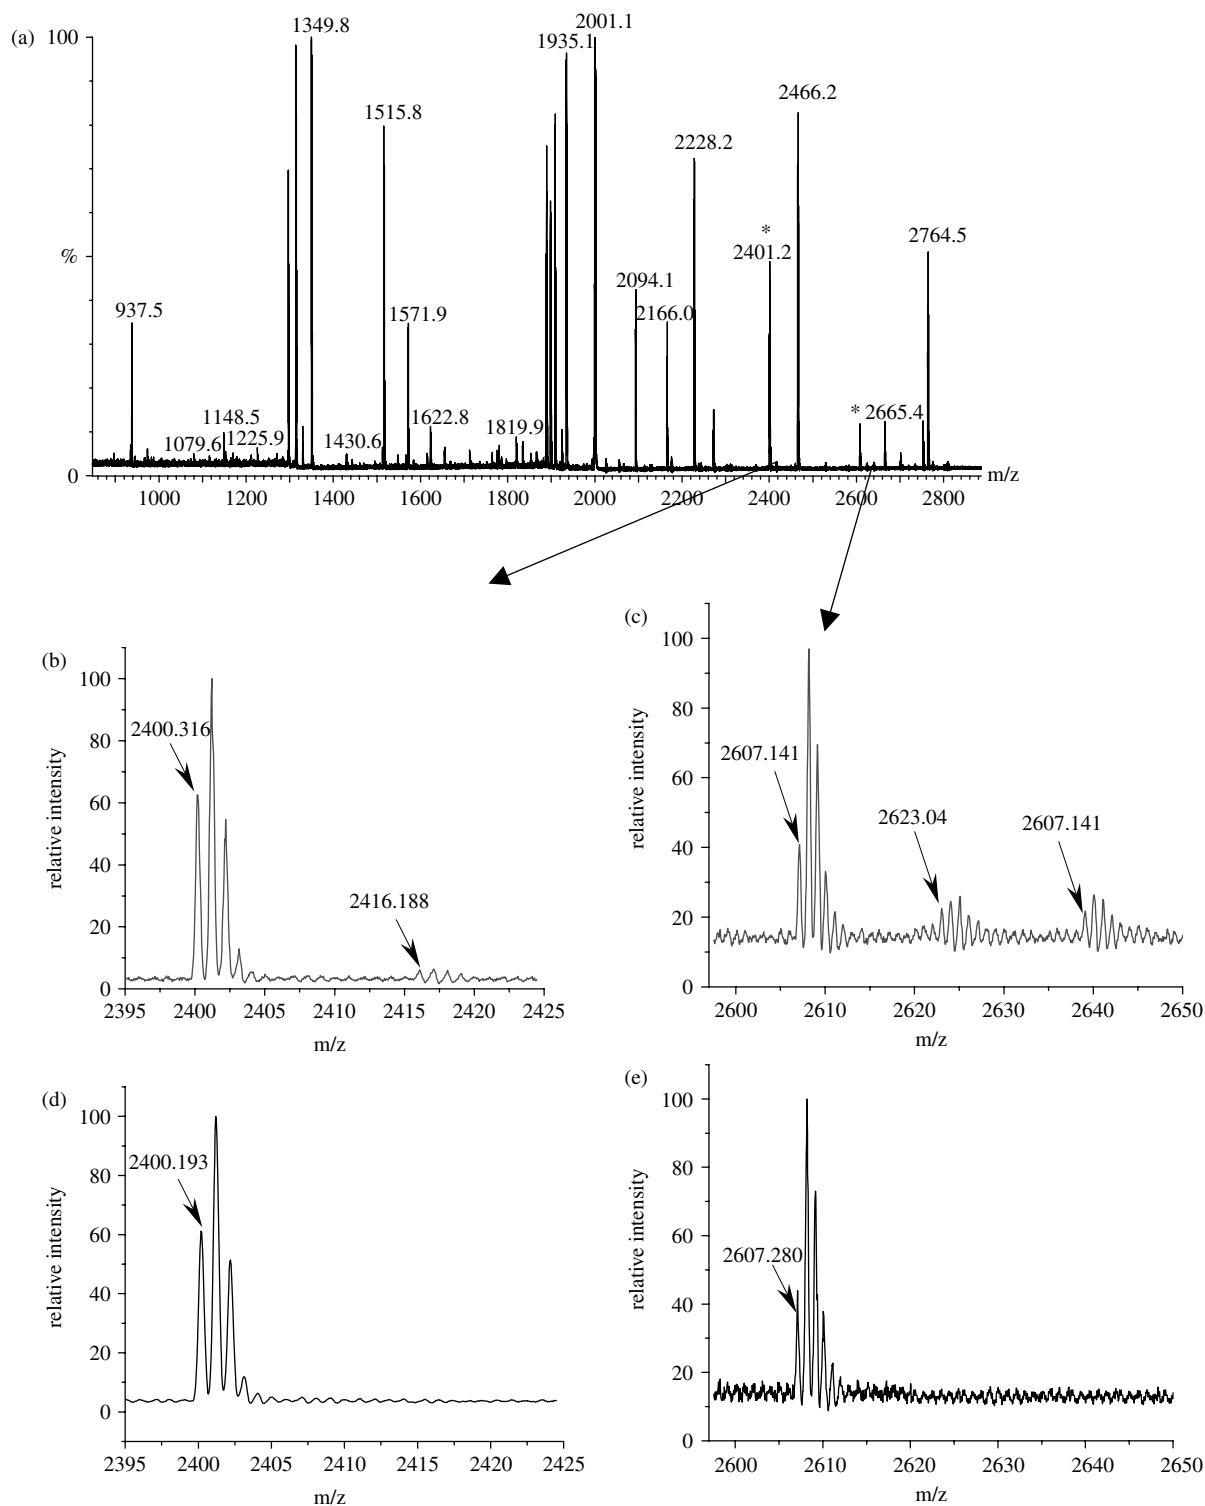 (a)
100
%
0
937.5
1079.6
1148.5
1225.9
1349.8
1430.6
1515.8
1571.9
1622.8
1819.9
1935.1
2001.1
2094.1
2166.0
2228.2
*
2401.2
2466.2
*
2665.4
2764.5
1000 1200 1400 1600 1800 2000 2200 2400 2600 2800
m/z
(b)
relative intensity
100
80
60
40
20
0
2400.316
2416.188
2395 2400 2405 2410 2415 2420 2425
m/z
(c)
relative intensity
100
80
60
40
20
0
2607.141
2623.04
2607.141
2600 2610 2620 2630 2640 2650
m/z
(d)
relative intensity
100
80
60
40
20
0
2400.193
2395 2400 2405 2410 2415 2420 2425
m/z
(e)
relative intensity
100
80
60
40
20
0
2607.280
2600 2610 2620 2630 2640 2650
m/z